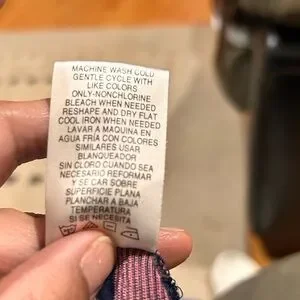 MACHINE WASH COLD
GENTLE CYCLE WITH
LIKE COLORS
ONLY-NONCHLORINE
BLEACH WHEN NEEDED
RESHAPE AND DRY FLAT
COOL IRON WHEN NEEDED
LAVAR A MAQUINA EN
AGUA FRÍA CON COLORES
SIMILARES USAR
BLANQUEADOR
SIN CLORO CUANDO SEA
NECESARIO REFORMAR
Y SE CAR SOBRE
SUPERFICIE PLANA
PLANCHAR A BAJA
TEMPERATURA
SI SE NECESITA